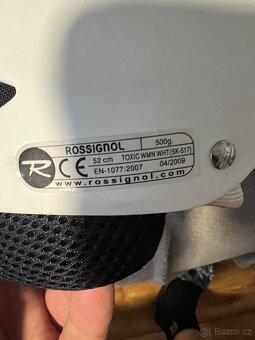 ROSSIGNOL 500g.
R CE 52 cm TOXIC WMN WHT(SK-517)
EN-1077:2007 04/2009
www.rossignol.com
© Bazoš.cz